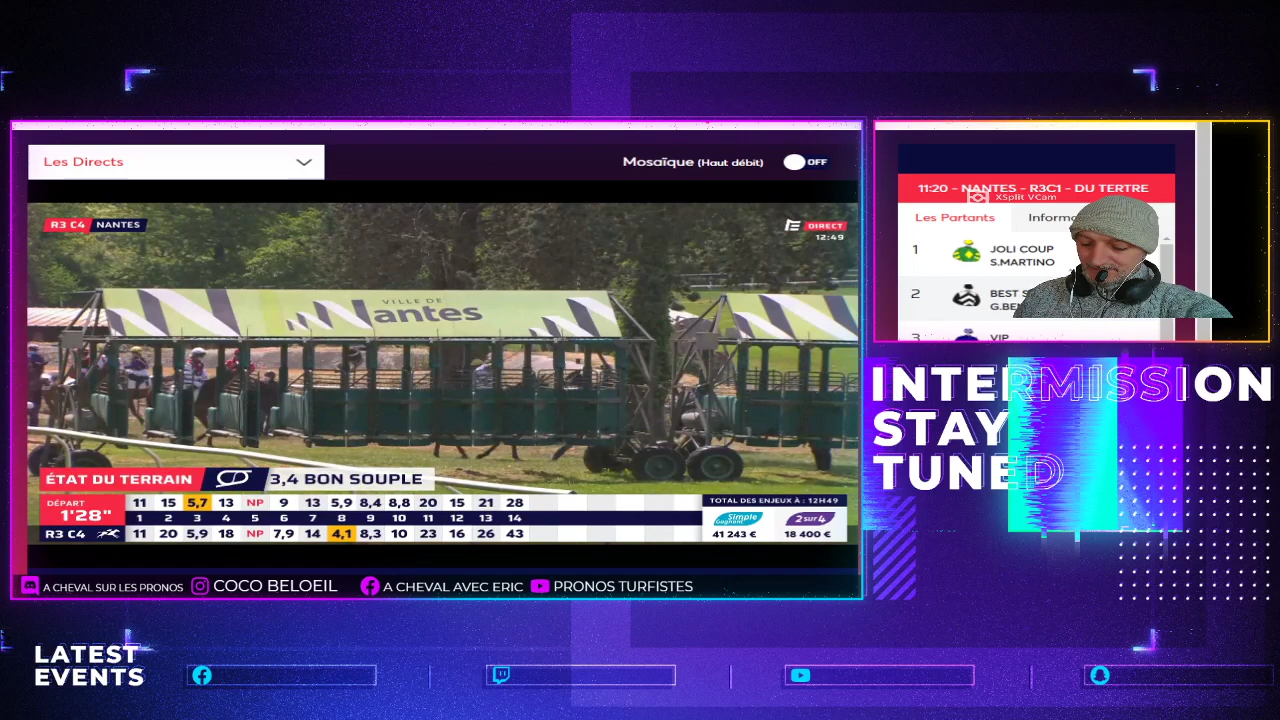 Les Directs
Mosaïque (Haut débit)
OFF
R3 C4 NANTES
DIRECT
12:49
VILLE DE
Nantes
ÉTAT DU TERRAIN 3,4 BON SOUPLE
DÉPART
1'28"
11 15 5,7 13 NP 9 13 5,9 8,4 8,8 20 15 21 28
1 2 3 4 5 6 7 8 9 10 11 12 13 14
R3 C4 11 20 5,9 18 NP 7,9 14 4,1 8,3 10 23 16 26 43
TOTAL DES ENJEUX À : 12H49
Simple Gagnant
2 sur 4
41 243 €
18 400 €
A CHEVAL SUR LES PRONOS COCO BELOEIL A CHEVAL AVEC ERIC PRONOS TURFISTES
11:20 - NANTES - R3C1 - DU TERTRE
XSplit VCam
Les Partants
Informa
1
JOLI COUP
S.MARTINO
2
BEST S
G.BEN
3
VIP
INTERMISSION
STAY
TUNED
LATEST
EVENTS